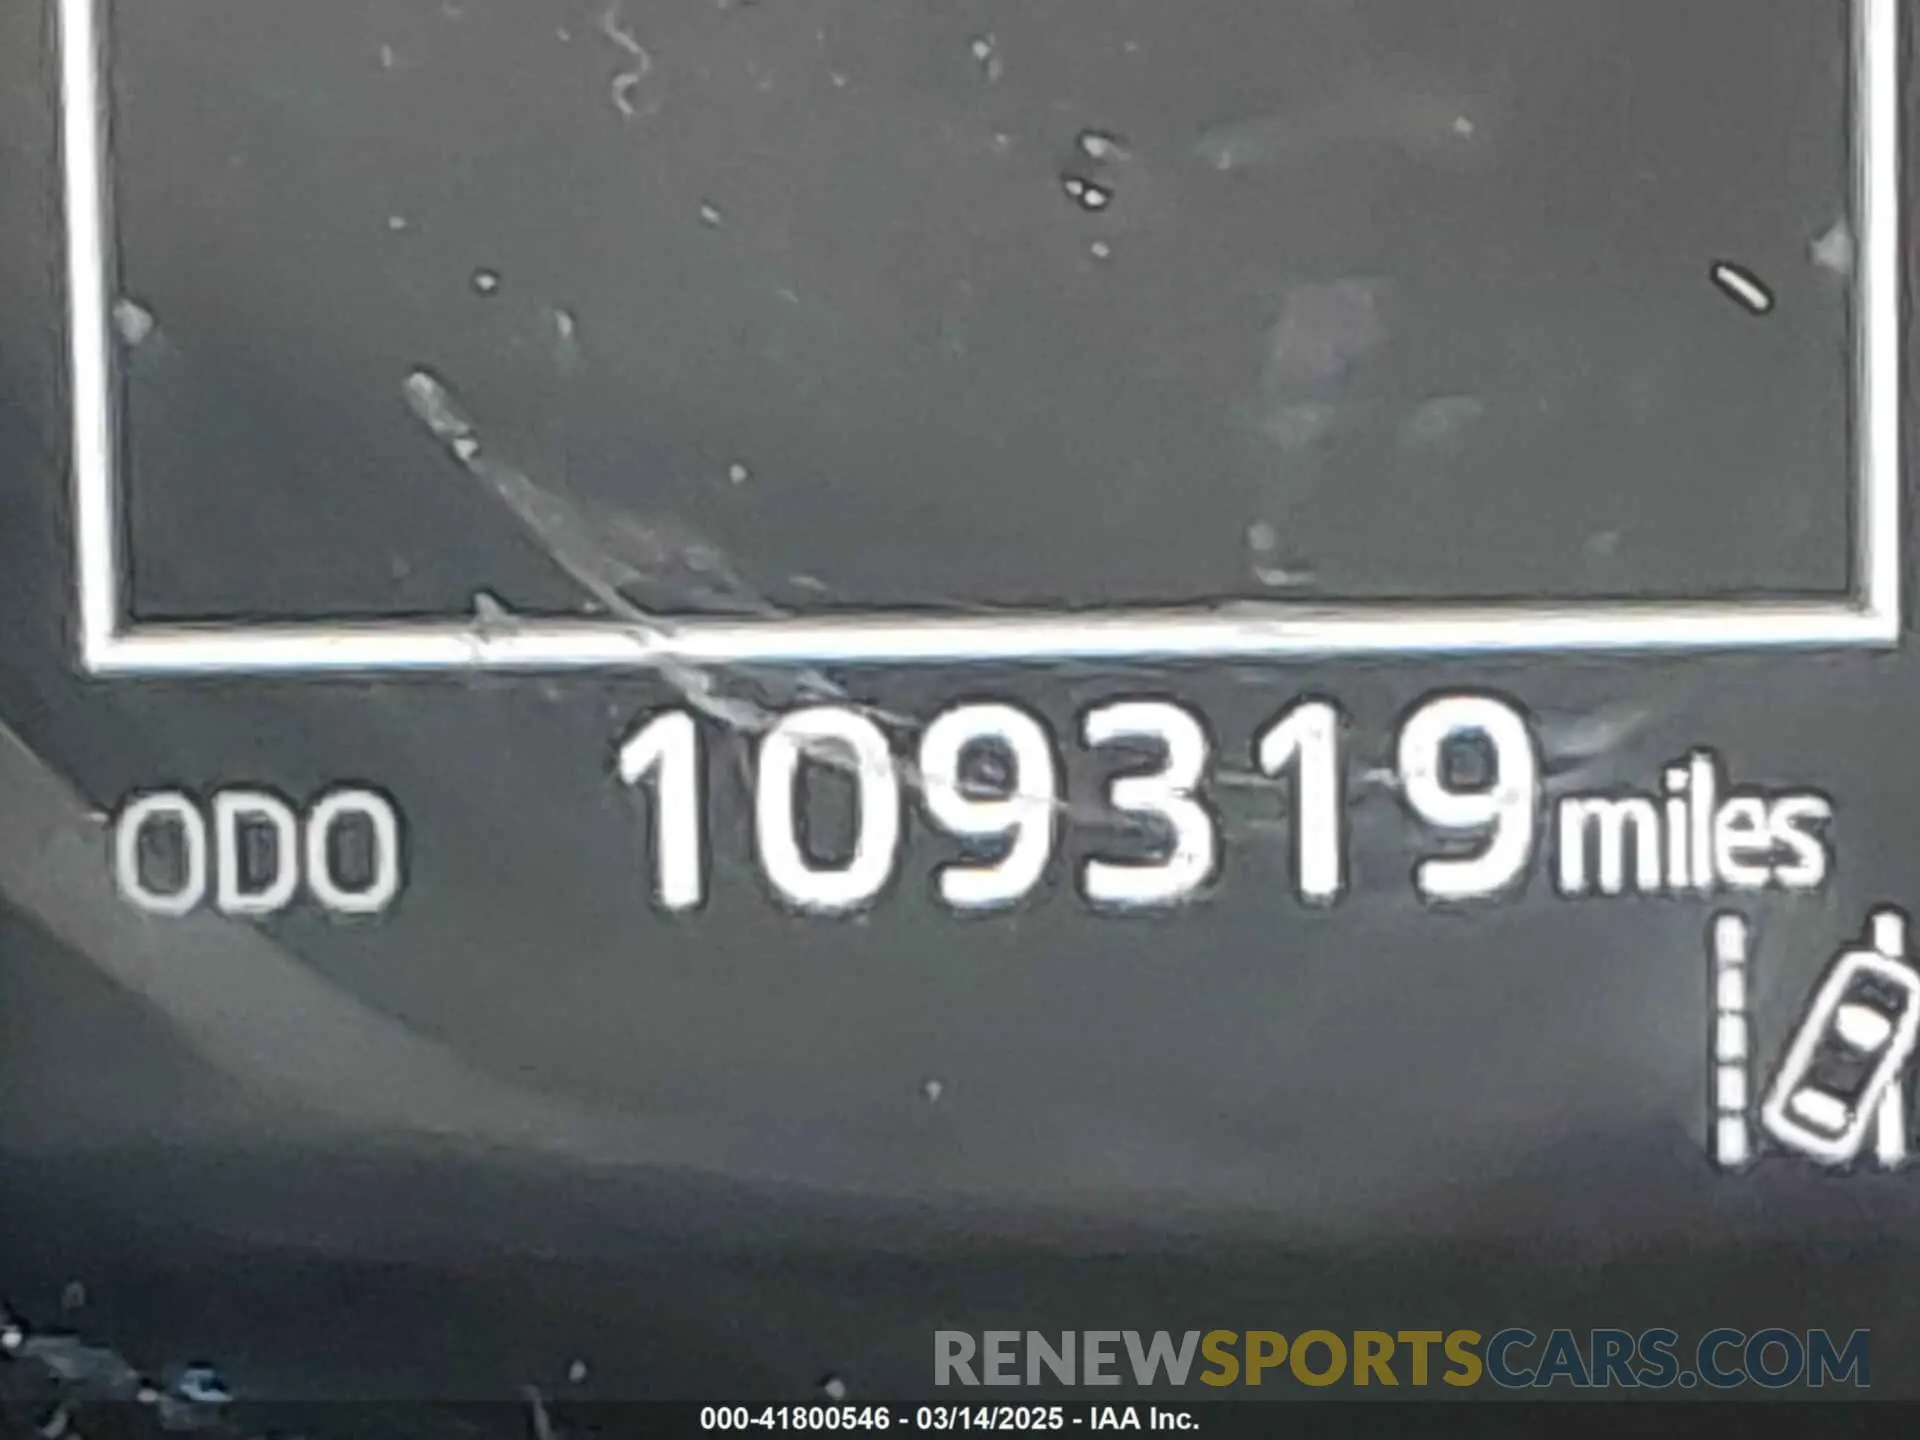 ODO 109319 miles
RENEWSPORTSCARS.COM
000-41800546 - 03/14/2025 - IAA Inc.